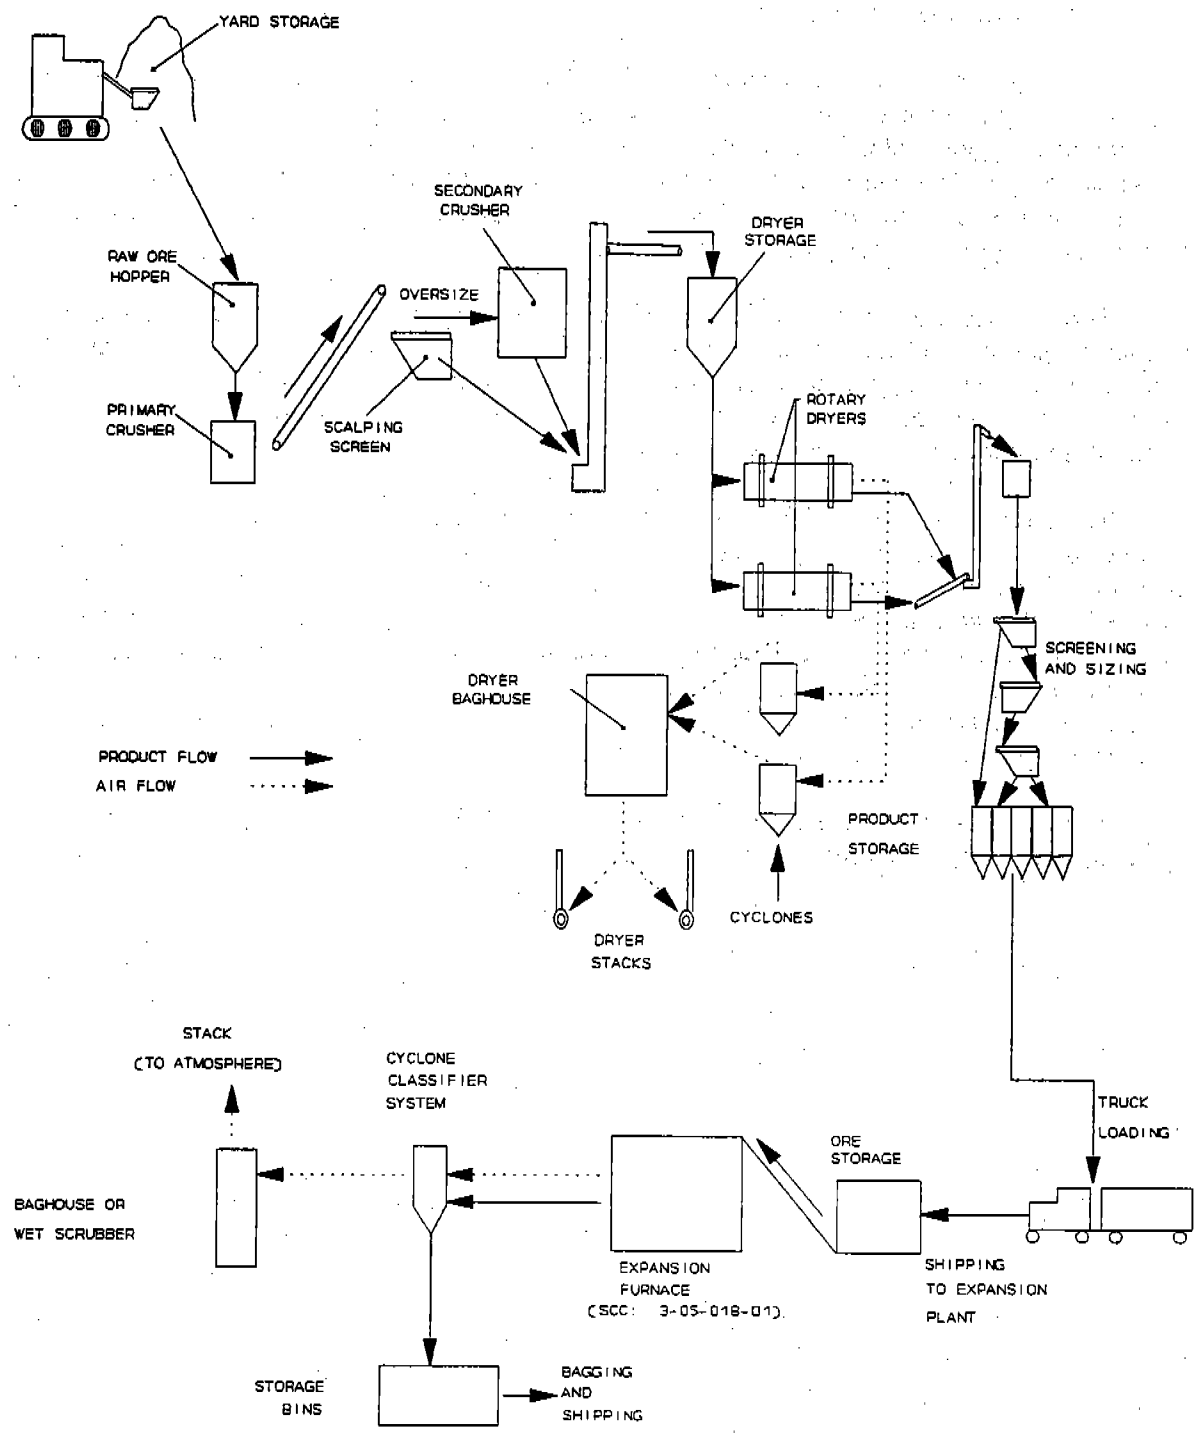 YARD STORAGE
SECONDARY
CRUSHER
DRYER
STORAGE
RAW ORE
HOPPER
OVERSIZE
PRIMARY
CRUSHER
SCALPING
SCREEN
ROTARY
DRYERS
SCREENING
AND SIZING
DRYER
BAGHOUSE
PRODUCT FLOW
AIR FLOW
PRODUCT
STORAGE
CYCLONES
DRYER
STACKS
STACK
(TO ATMOSPHERE)
CYCLONE
CLASSIFIER
SYSTEM
TRUCK
LOADING
ORE
STORAGE
BAGHOUSE OR
WET SCRUBBER
EXPANSION
FURNACE
(SCC: 3-05-018-01)
SHIPPING
TO EXPANSION
PLANT
STORAGE
BINS
BAGGING
AND
SHIPPING